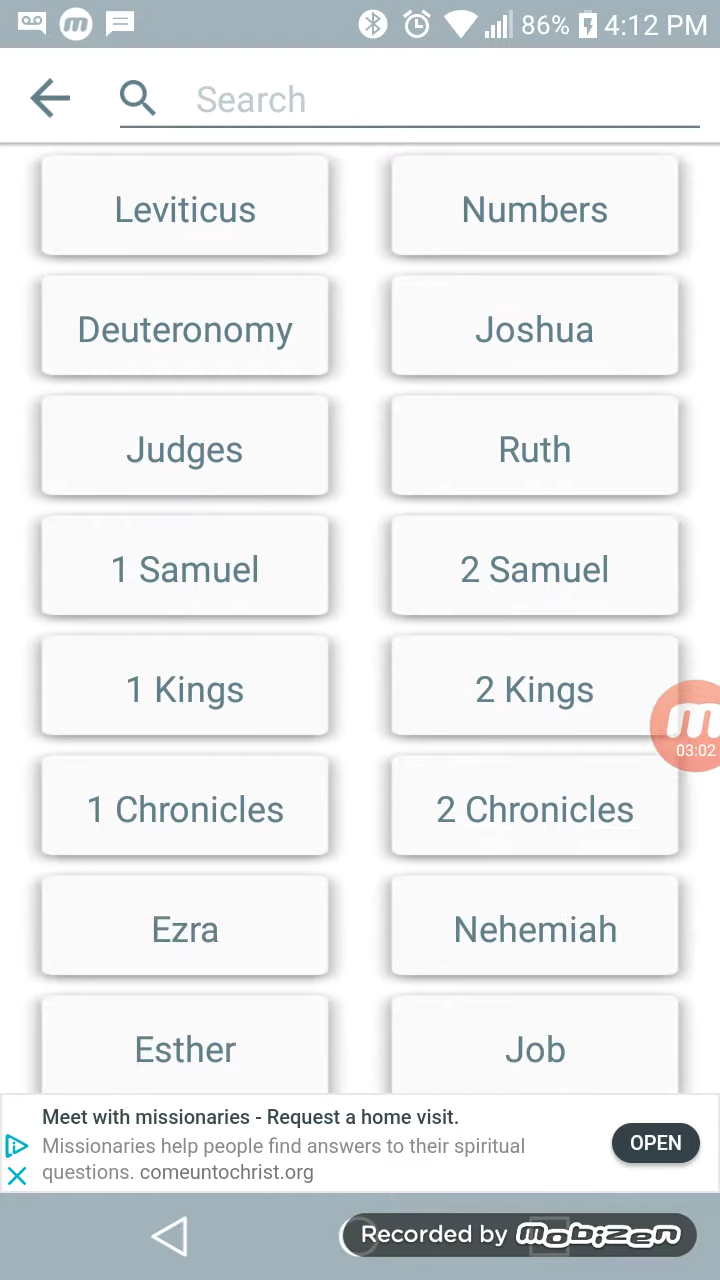 86% 4:12 PM
Search
Leviticus Numbers
Deuteronomy Joshua
Judges Ruth
1 Samuel 2 Samuel
1 Kings 2 Kings
03:02
1 Chronicles 2 Chronicles
Ezra Nehemiah
Esther Job
Meet with missionaries - Request a home visit.
Missionaries help people find answers to their spiritual
questions. comeuntochrist.org
OPEN
Recorded by mobizen